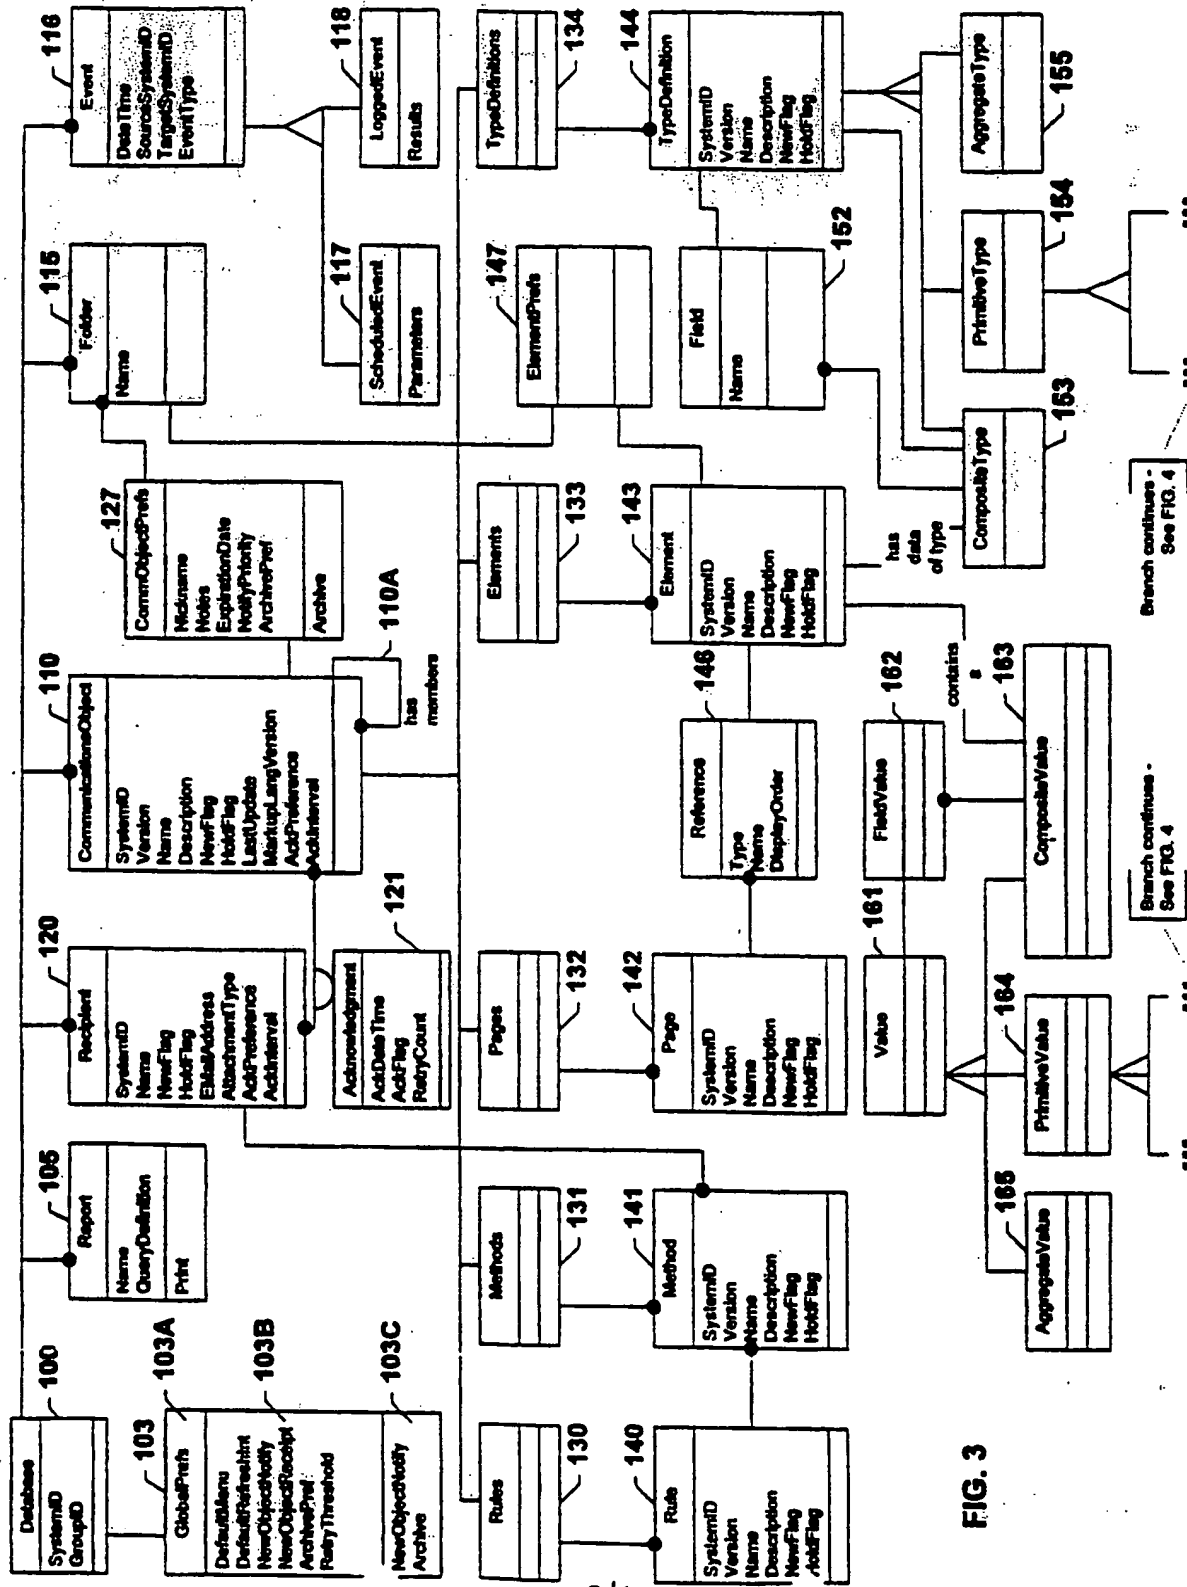 Database
SystemID
GroupID
100
GlobalPrefs
DefaultMenu
DefaultRefreshInt
NewObjectNotify
NewObjectReceipt
ArchivePref
RetryThreshold
NewObjectNotify
Archive
103
103A
103B
103C
Report
Name
QueryDefinition
Print
105
Recipient
SystemID
Name
NewFlag
HoldFlag
EMailAddress
AttachmentType
AckPreference
AckInterval
120
CommunicationsObject
SystemID
Version
Name
Description
NewFlag
HoldFlag
LastUpdate
MarkupLangVersion
AckPreference
AckInterval
110
has
members
110A
CommObjectPrefs
Nickname
Notes
ExpirationDate
NotifyPriority
ArchivePref
Archive
127
Folder
Name
115
Event
DateTime
SourceSystemID
TargetSystemID
EventType
116
Acknowledgment
AckDateTime
AckFlag
RetryCount
121
ScheduledEvent
Parameters
117
LoggedEvent
Results
118
Rules
130
Methods
131
Pages
132
Elements
133
ElementPrefs
147
TypeDefinitions
134
Rule
SystemID
Version
Name
Description
NewFlag
HoldFlag
140
Method
SystemID
Version
Name
Description
NewFlag
HoldFlag
141
Page
SystemID
Version
Name
Description
NewFlag
HoldFlag
142
Reference
Type
Name
DisplayOrder
146
Element
SystemID
Version
Name
Description
NewFlag
HoldFlag
143
Field
Name
152
TypeDefinition
SystemID
Version
Name
Description
NewFlag
HoldFlag
144
Value
161
FieldValue
162
contains
a
has
data
of type
AggregateValue
165
PrimitiveValue
164
CompositeValue
163
CompositeType
153
PrimitiveType
154
AggregateType
155
Branch continues -
See FIG. 4
Branch continues -
See FIG. 4
FIG. 3